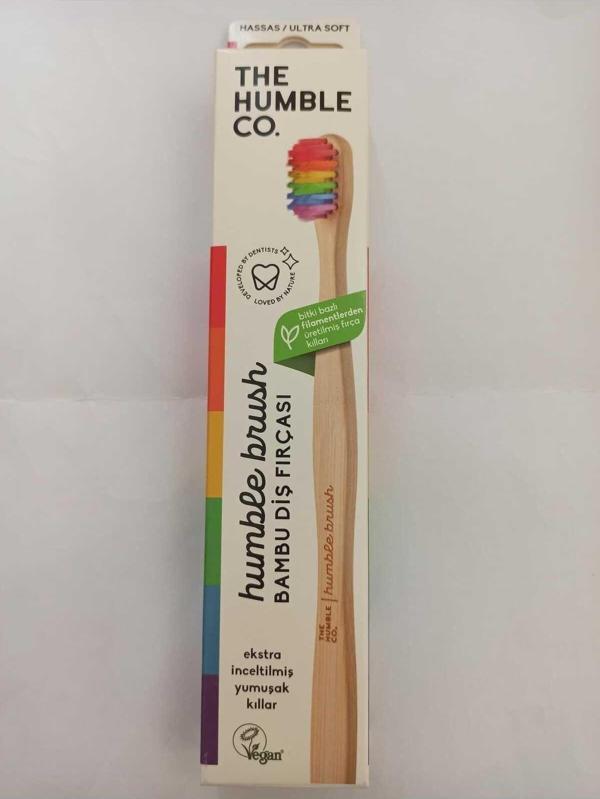 HASSAS / ULTRA SOFT
THE
HUMBLE
CO.
DEVELOPED BY DENTISTS
LOVED BY NATURE
bitki bazlı
filamentlerden
üretilmiş fırça
kılları
humble brush
BAMBU DİŞ FIRÇASI
THE
HUMBLE
CO.
humble brush
ekstra
inceltilmiş
yumuşak
kıllar
Vegan